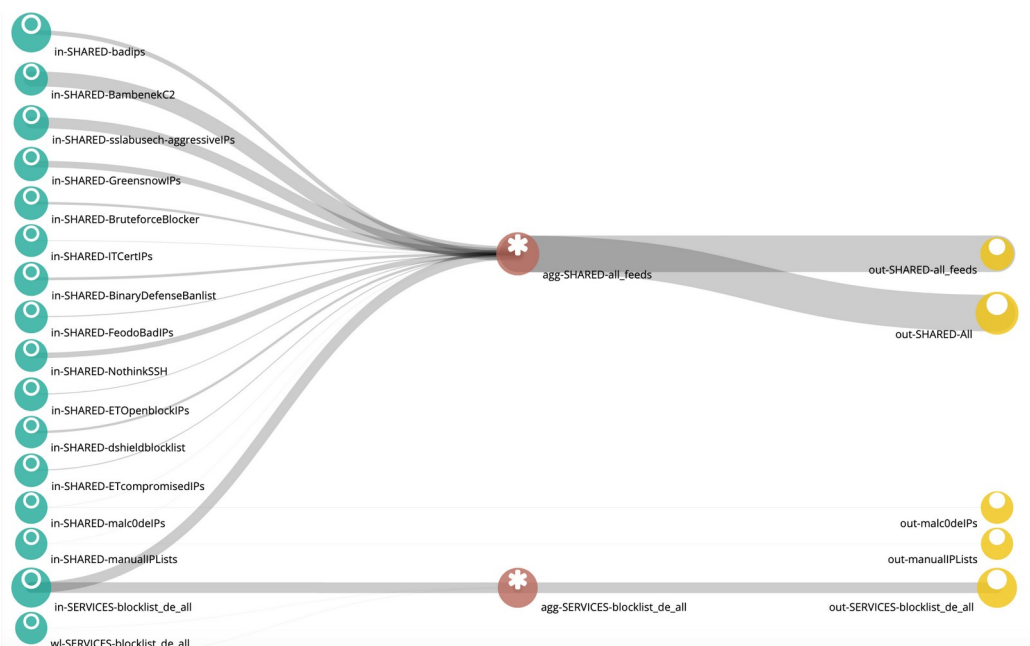 in-SHARED-badips
in-SHARED-BambenekC2
in-SHARED-sslabusech-aggressiveIPs
in-SHARED-GreensnowIPs
in-SHARED-BruteforceBlocker
in-SHARED-ITCertIPs
agg-SHARED-all_feeds
out-SHARED-all_feeds
in-SHARED-BinaryDefenseBanlist
in-SHARED-FeodoBadIPs
out-SHARED-All
in-SHARED-NothinkSSH
in-SHARED-ETOpenblockIPs
in-SHARED-dshieldblocklist
in-SHARED-ETcompromisedIPs
in-SHARED-malc0deIPs
out-malc0deIPs
in-SHARED-manualIPLists
out-manualIPLists
in-SERVICES-blocklist_de_all
agg-SERVICES-blocklist_de_all
out-SERVICES-blocklist_de_all
wl-SERVICES-blocklist_de_all